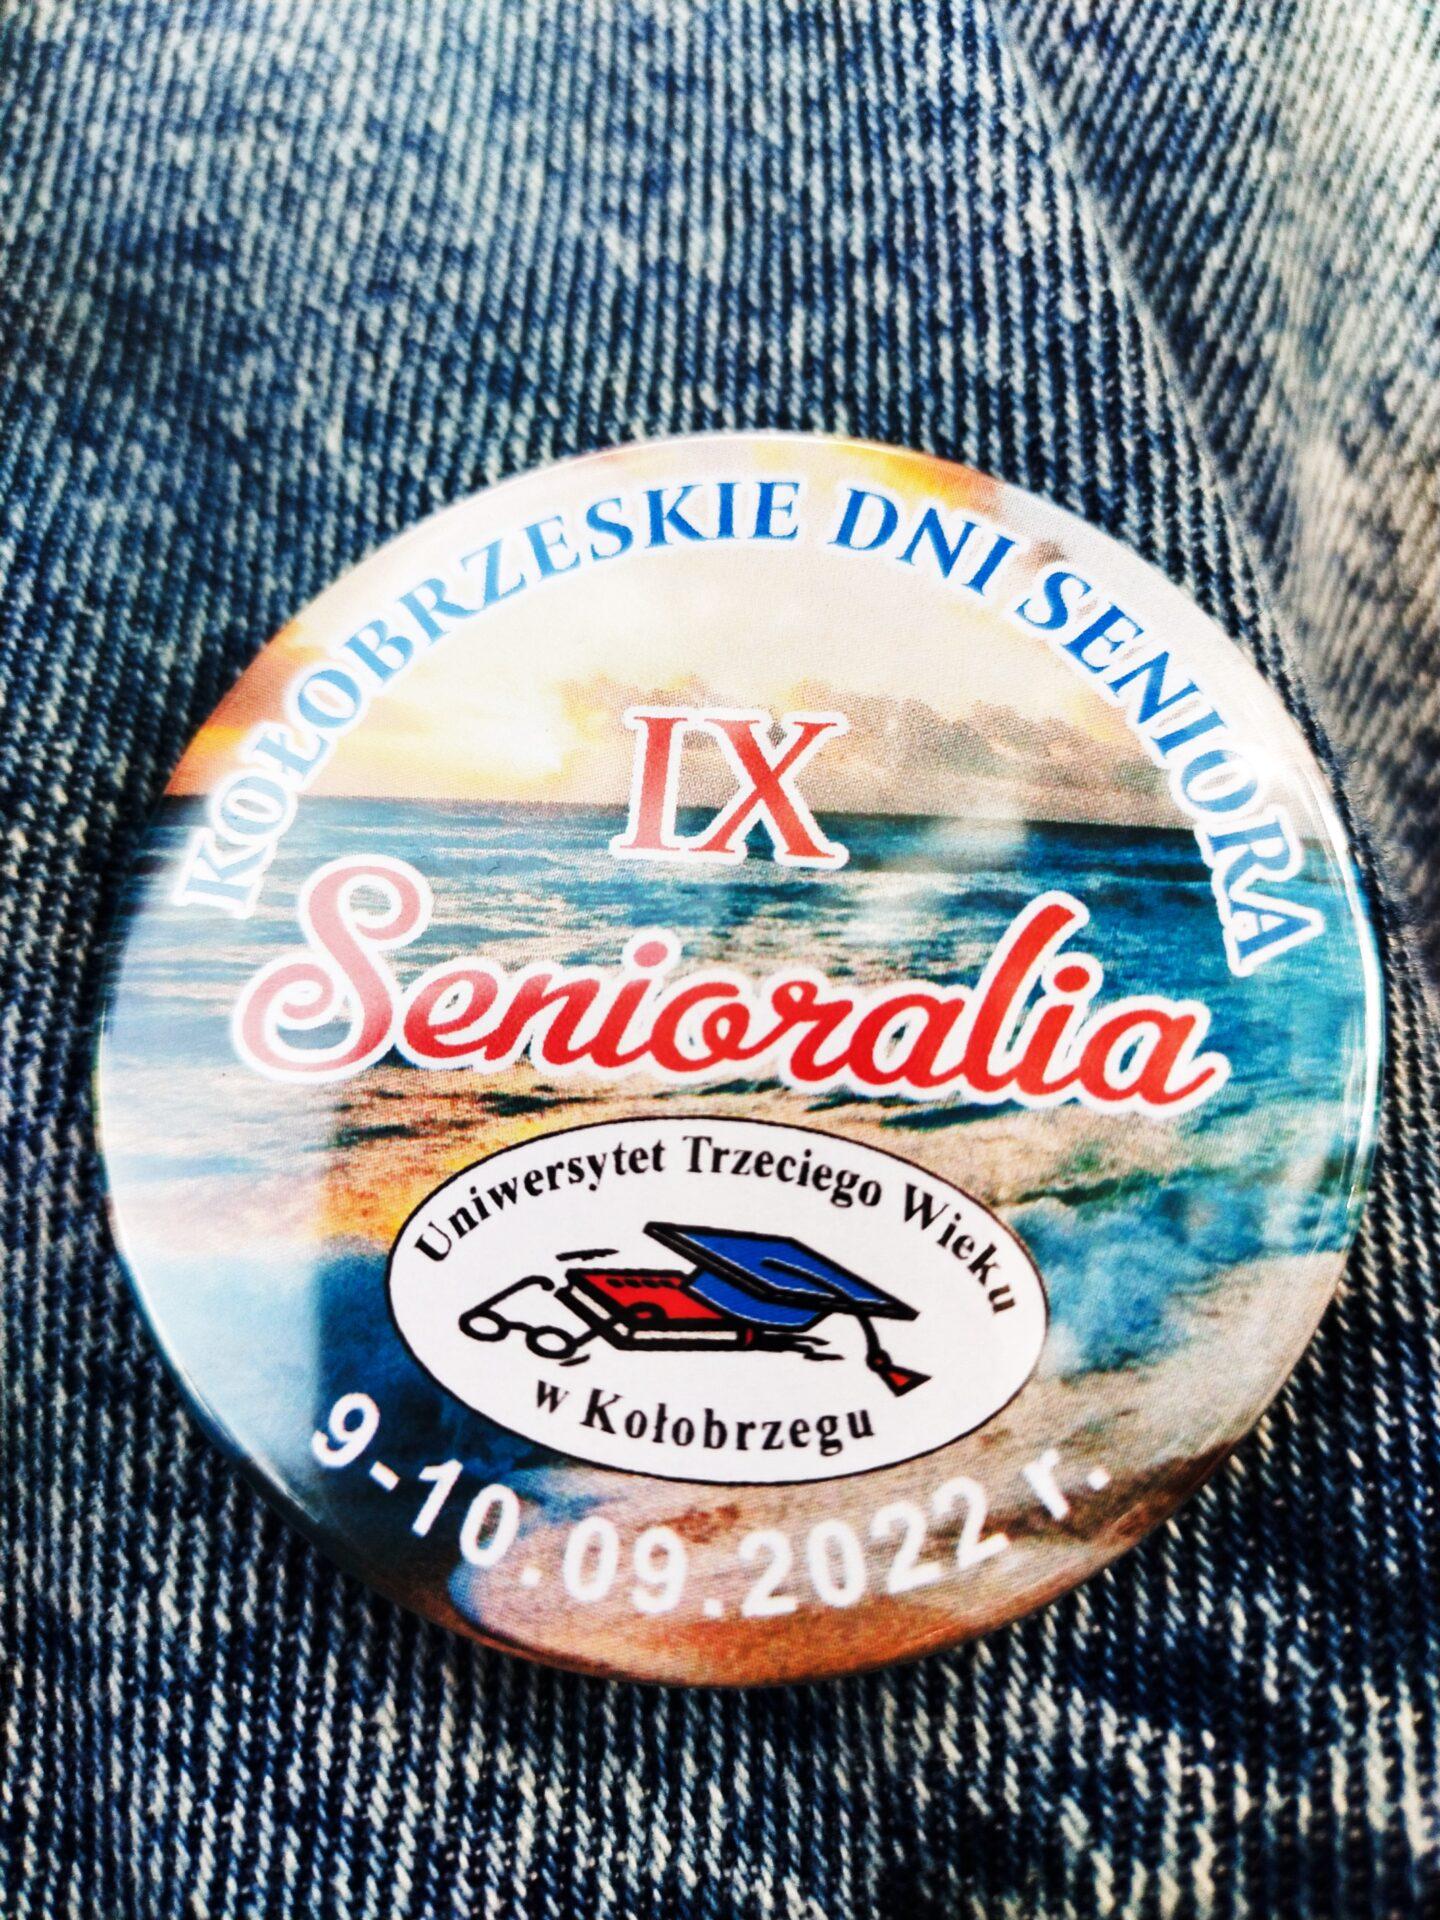 KOŁOBRZESKIE DNI SENIORA
IX
Senioralia
Uniwersytet Trzeciego Wieku
w Kołobrzegu
9-10.09.2022 r.